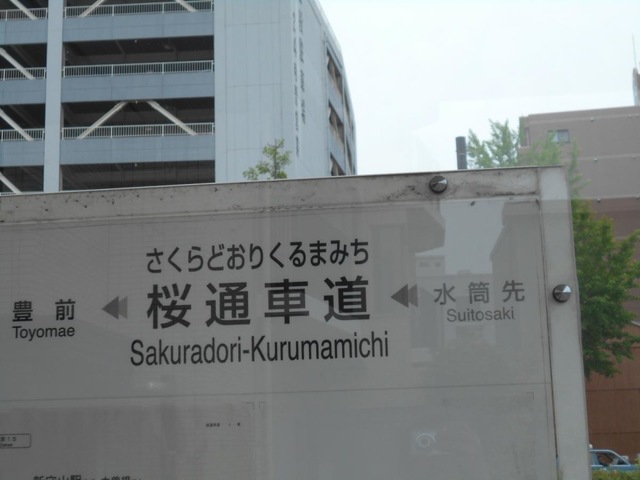 さくらどおりくるまみち
豊前 桜通車道 水筒先
Toyomae Sakuradori-Kurumamichi Suitosaki